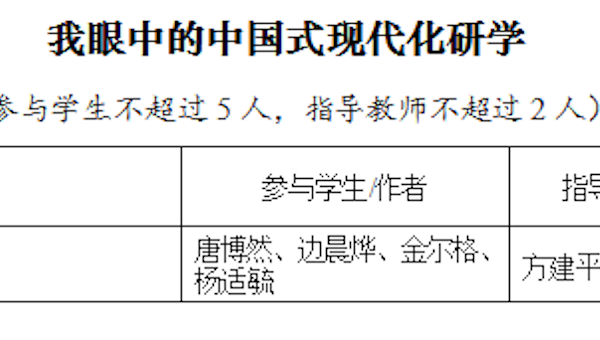 我眼中的中国式现代化研学
参与学生不超过5人，指导教师不超过2人）
参与学生/作者
指导
唐博然、边晨烨、金尔格、
杨适毓
方建平